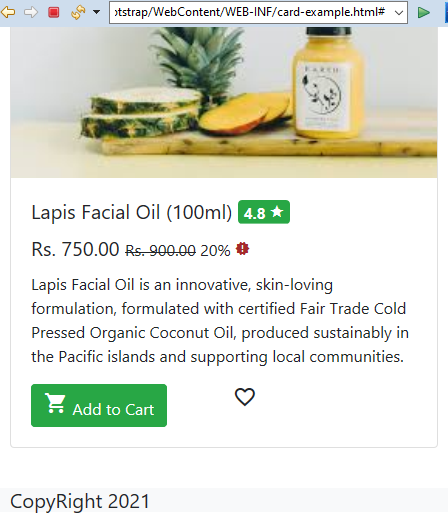 otstrap/WebContent/WEB-INF/card-example.html#
EARTH
Lapis Facial Oil (100ml) 4.8
Rs. 750.00 Rs. 900.00 20%
Lapis Facial Oil is an innovative, skin-loving
formulation, formulated with certified Fair Trade Cold
Pressed Organic Coconut Oil, produced sustainably in
the Pacific islands and supporting local communities.
Add to Cart
CopyRight 2021